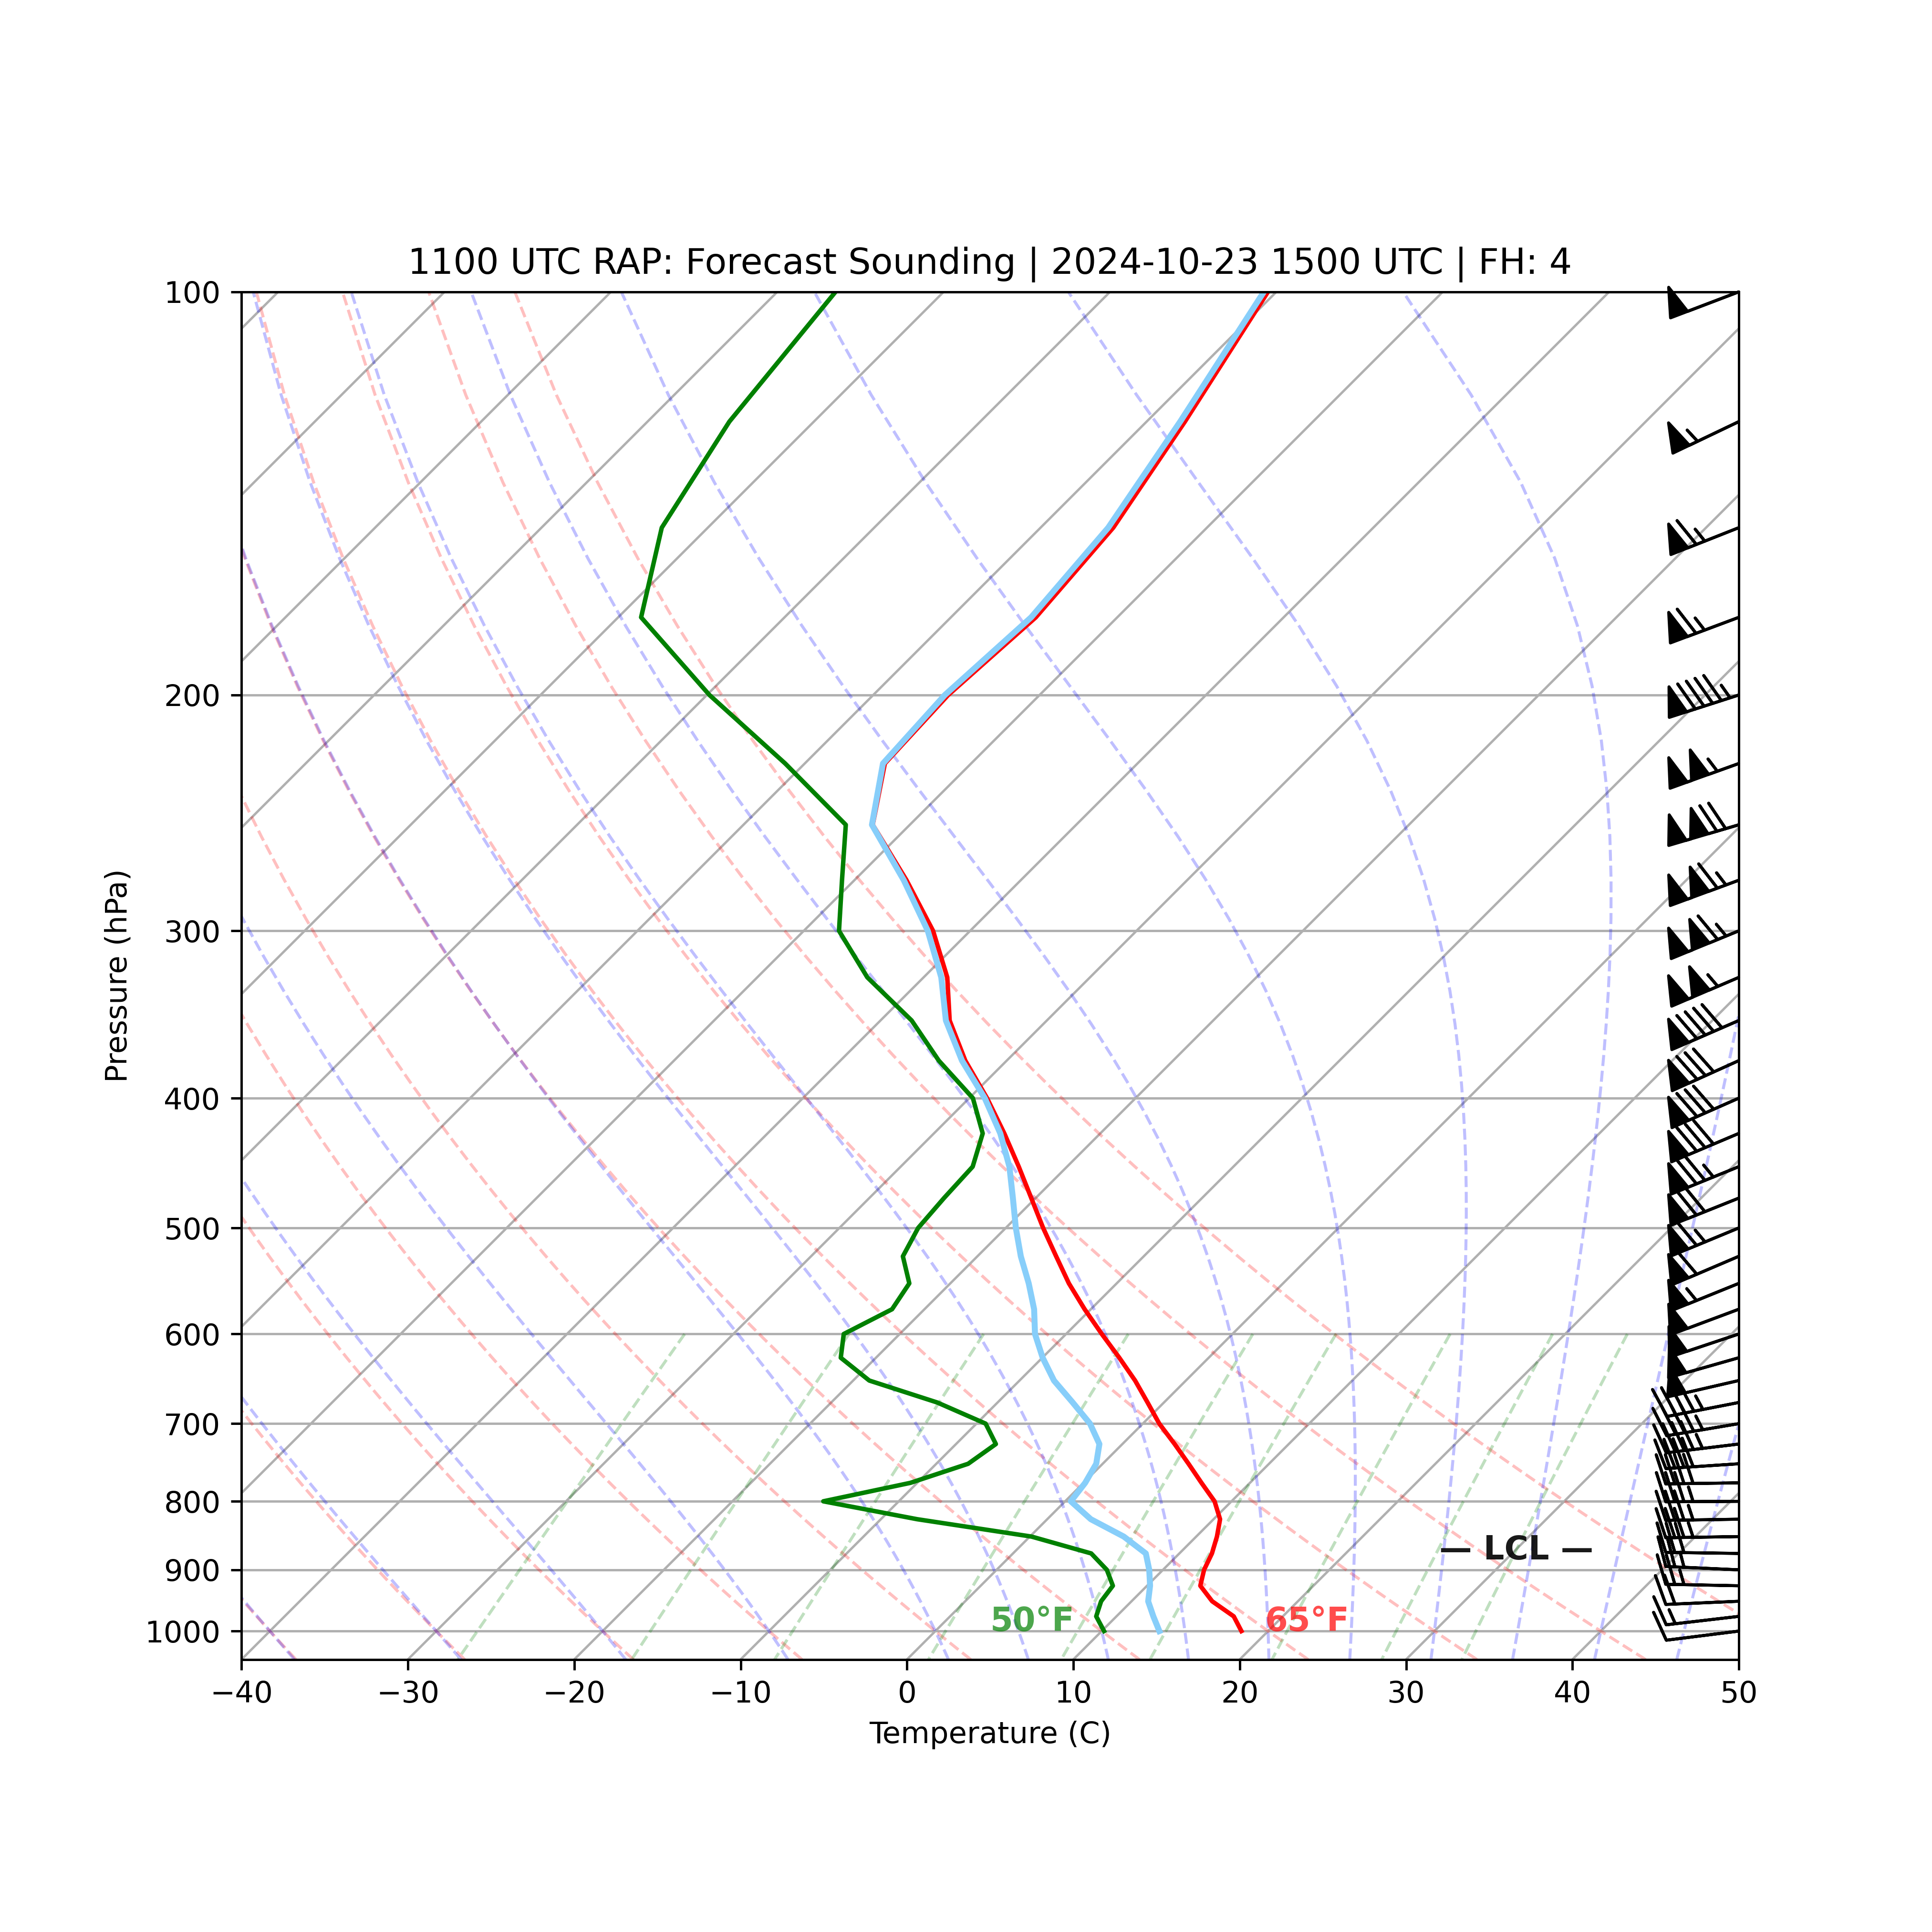 1100 UTC RAP: Forecast Sounding | 2024-10-23 1500 UTC | FH: 4
100
200
300
400
500
600
700
800
900
1000
Pressure (hPa)
— LCL —
50°F
65°F
−40 −30 −20 −10 0 10 20 30 40 50
Temperature (C)